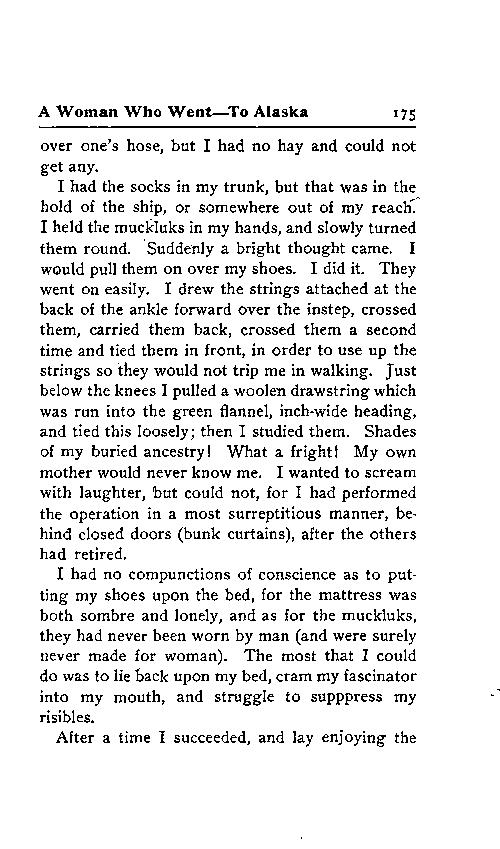 A Woman Who Went—To Alaska 175
over one's hose, but I had no hay and could not
get any.
I had the socks in my trunk, but that was in the
hold of the ship, or somewhere out of my reach.
I held the muckluks in my hands, and slowly turned
them round. Suddenly a bright thought came. I
would pull them on over my shoes. I did it. They
went on easily. I drew the strings attached at the
back of the ankle forward over the instep, crossed
them, carried them back, crossed them a second
time and tied them in front, in order to use up the
strings so they would not trip me in walking. Just
below the knees I pulled a woolen drawstring which
was run into the green flannel, inch-wide heading,
and tied this loosely; then I studied them. Shades
of my buried ancestry! What a fright! My own
mother would never know me. I wanted to scream
with laughter, but could not, for I had performed
the operation in a most surreptitious manner, be-
hind closed doors (bunk curtains), after the others
had retired.
I had no compunctions of conscience as to put-
ting my shoes upon the bed, for the mattress was
both sombre and lonely, and as for the muckluks,
they had never been worn by man (and were surely
never made for woman). The most that I could
do was to lie back upon my bed, cram my fascinator
into my mouth, and struggle to supppress my
risibles.
After a time I succeeded, and lay enjoying the